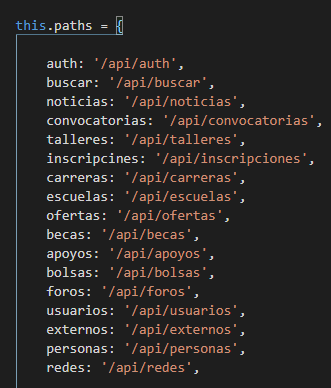 this.paths = {
auth: '/api/auth',
buscar: '/api/buscar',
noticias: '/api/noticias',
convocatorias: '/api/convocatorias',
talleres: '/api/talleres',
inscripcines: '/api/inscripciones',
carreras: '/api/carreras',
escuelas: '/api/escuelas',
ofertas: '/api/ofertas',
becas: '/api/becas',
apoyos: '/api/apoyos',
bolsas: '/api/bolsas',
foros: '/api/foros',
usuarios: '/api/usuarios',
externos: '/api/externos',
personas: '/api/personas',
redes: '/api/redes',